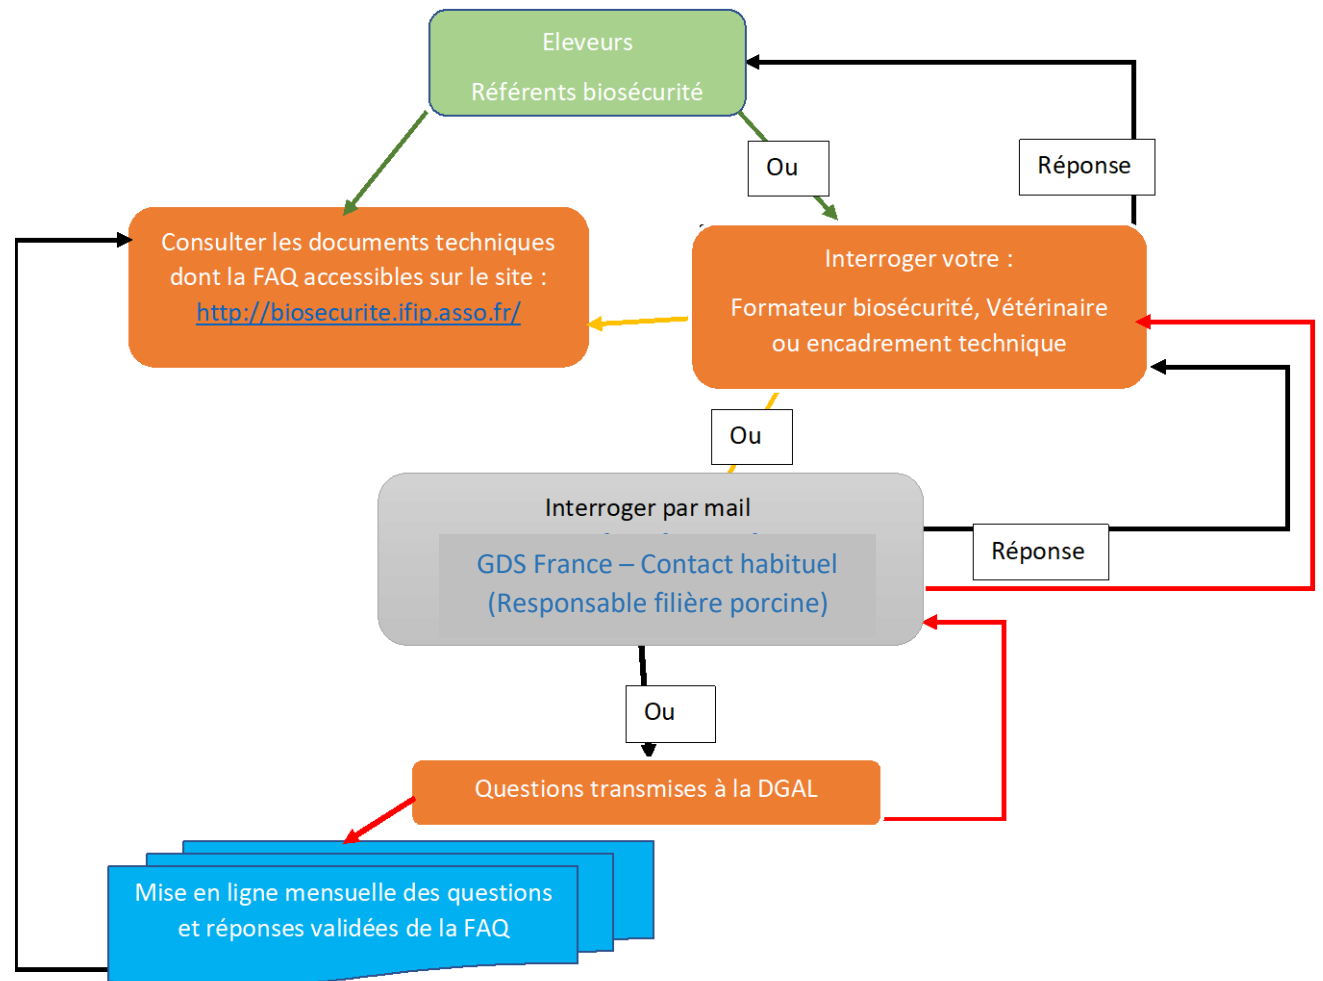 Eleveurs
Référents biosécurité
Ou
Réponse
Consulter les documents techniques
dont la FAQ accessibles sur le site :
http://biosecurite.ifip.asso.fr/
Interroger votre :
Formateur biosécurité, Vétérinaire
ou encadrement technique
Ou
Interroger par mail
GDS France – Contact habituel
(Responsable filière porcine)
Réponse
Ou
Questions transmises à la DGAL
Mise en ligne mensuelle des questions
et réponses validées de la FAQ